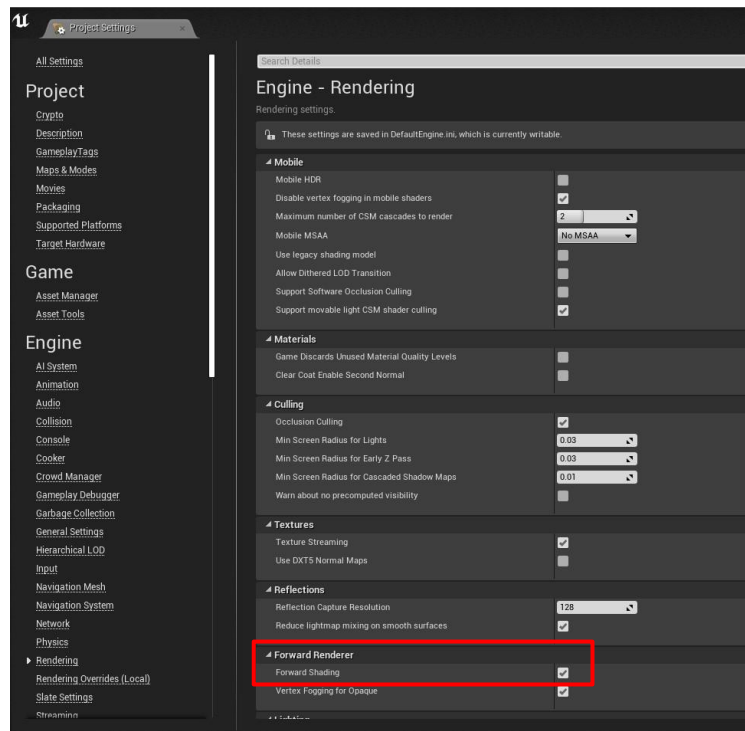 Project Settings
All Settings
Project
Crypto
Description
GameplayTags
Maps & Modes
Movies
Packaging
Supported Platforms
Target Hardware
Game
Asset Manager
Asset Tools
Engine
AI System
Animation
Audio
Collision
Console
Cooker
Crowd Manager
Gameplay Debugger
Garbage Collection
General Settings
Hierarchical LOD
Input
Navigation Mesh
Navigation System
Network
Physics
Rendering
Rendering Overrides (Local)
Slate Settings
Streaming
Search Details
Engine - Rendering
Rendering settings.
These settings are saved in DefaultEngine.ini, which is currently writable.
Mobile
Mobile HDR
Disable vertex fogging in mobile shaders
Maximum number of CSM cascades to render 2
Mobile MSAA No MSAA
Use legacy shading model
Allow Dithered LOD Transition
Support Software Occlusion Culling
Support movable light CSM shader culling
Materials
Game Discards Unused Material Quality Levels
Clear Coat Enable Second Normal
Culling
Occlusion Culling
Min Screen Radius for Lights 0.03
Min Screen Radius for Early Z Pass 0.03
Min Screen Radius for Cascaded Shadow Maps 0.01
Warn about no precomputed visibility
Textures
Texture Streaming
Use DXT5 Normal Maps
Reflections
Reflection Capture Resolution 128
Reduce lightmap mixing on smooth surfaces
Forward Renderer
Forward Shading
Vertex Fogging for Opaque
Lighting